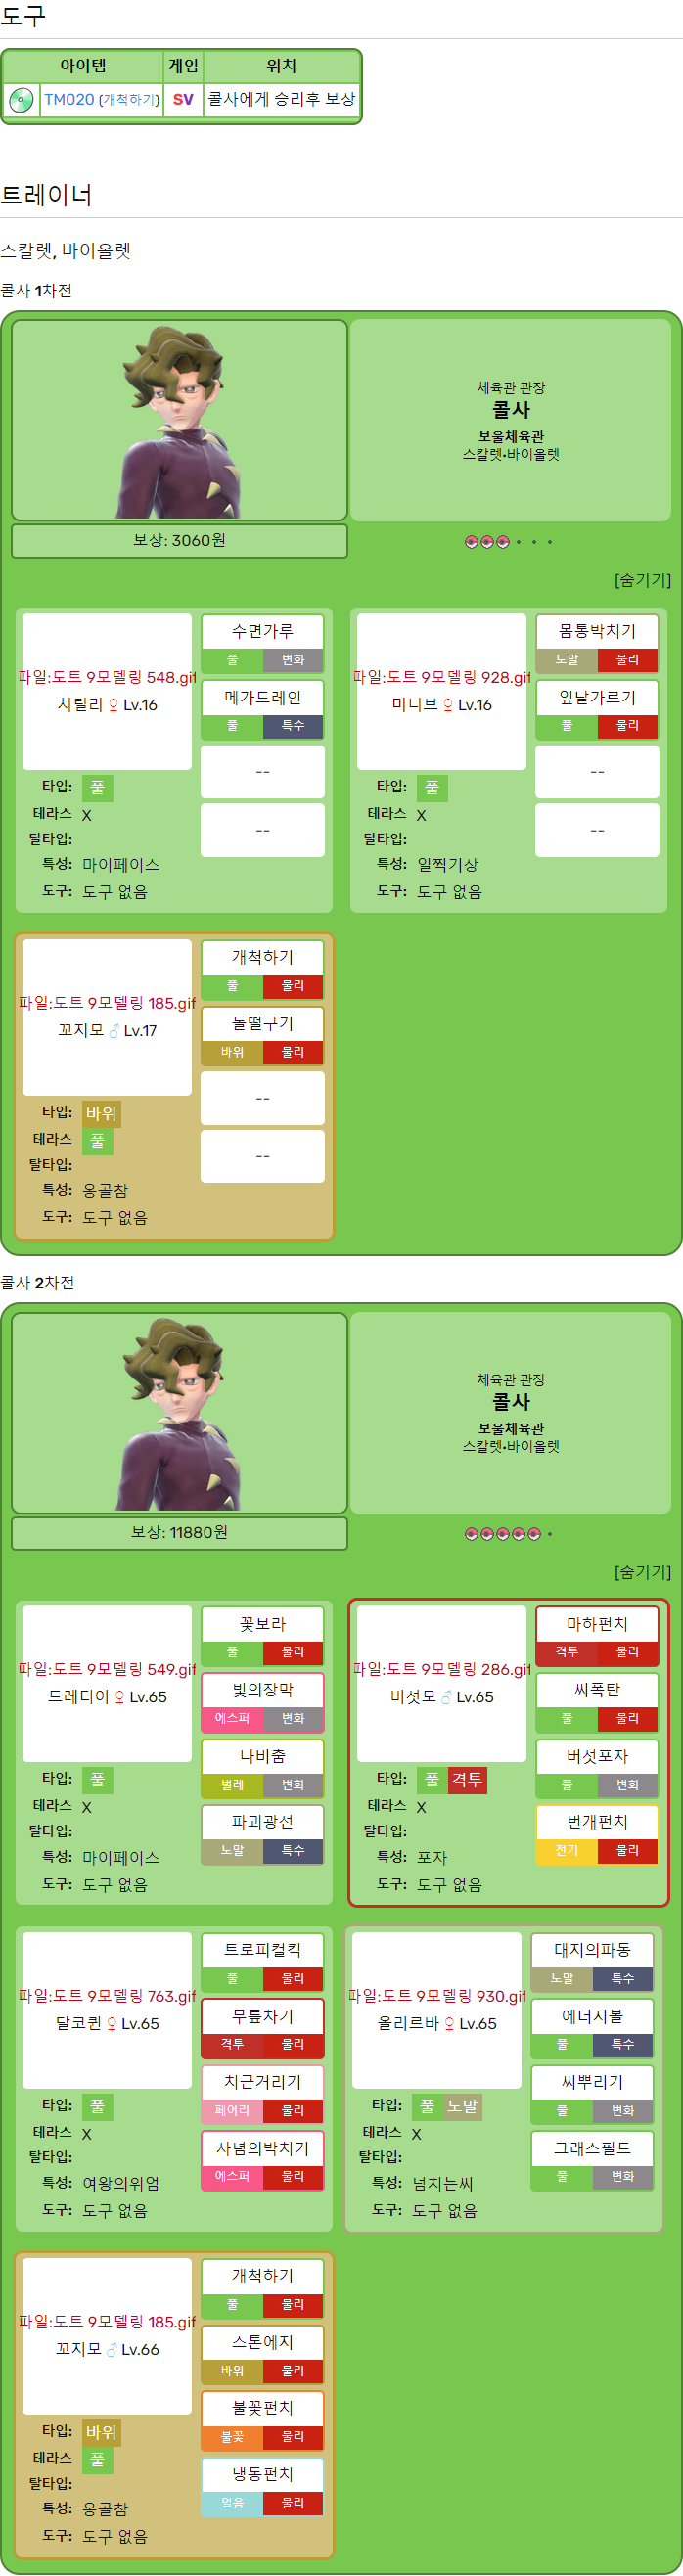 도구
아이템 게임 위치
TM020 (개척하기) SV 콜사에게 승리후 보상
트레이너
스칼렛, 바이올렛
콜사 1차전
체육관 관장
콜사
보울체육관
스칼렛•바이올렛
보상: 3060원
[숨기기]
파일:도트 9모델링 548.gif
치릴리♀Lv.16
수면가루
풀 변화
메가드레인
풀 특수
--
--
타입: 풀
테라스탈타입: X
특성: 마이페이스
도구: 도구 없음
파일:도트 9모델링 928.gif
미니브♀Lv.16
몸통박치기
노말 물리
잎날가르기
풀 물리
--
--
타입: 풀
테라스탈타입: X
특성: 일찍기상
도구: 도구 없음
파일:도트 9모델링 185.gif
꼬지모♂Lv.17
개척하기
풀 물리
돌떨구기
바위 물리
--
--
타입: 바위
테라스탈타입: 풀
특성: 옹골참
도구: 도구 없음
콜사 2차전
체육관 관장
콜사
보울체육관
스칼렛•바이올렛
보상: 11880원
[숨기기]
파일:도트 9모델링 549.gif
드레디어♀Lv.65
꽃보라
풀 물리
빛의장막
에스퍼 변화
나비춤
벌레 변화
파괴광선
노말 특수
타입: 풀
테라스탈타입: X
특성: 마이페이스
도구: 도구 없음
파일:도트 9모델링 286.gif
버섯모♂Lv.65
마하펀치
격투 물리
씨폭탄
풀 물리
버섯포자
풀 변화
번개펀치
전기 물리
타입: 풀 격투
테라스탈타입: X
특성: 포자
도구: 도구 없음
파일:도트 9모델링 763.gif
달코퀸♀Lv.65
트로피컬킥
풀 물리
무릎차기
격투 물리
치근거리기
페어리 물리
사념의박치기
에스퍼 물리
타입: 풀
테라스탈타입: X
특성: 여왕의위엄
도구: 도구 없음
파일:도트 9모델링 930.gif
올리르바♀Lv.65
대지의파동
노말 특수
에너지볼
풀 특수
씨뿌리기
풀 변화
그래스필드
풀 변화
타입: 풀 노말
테라스탈타입: X
특성: 넘치는씨
도구: 도구 없음
파일:도트 9모델링 185.gif
꼬지모♂Lv.66
개척하기
풀 물리
스톤에지
바위 물리
불꽃펀치
불꽃 물리
냉동펀치
얼음 물리
타입: 바위
테라스탈타입: 풀
특성: 옹골참
도구: 도구 없음